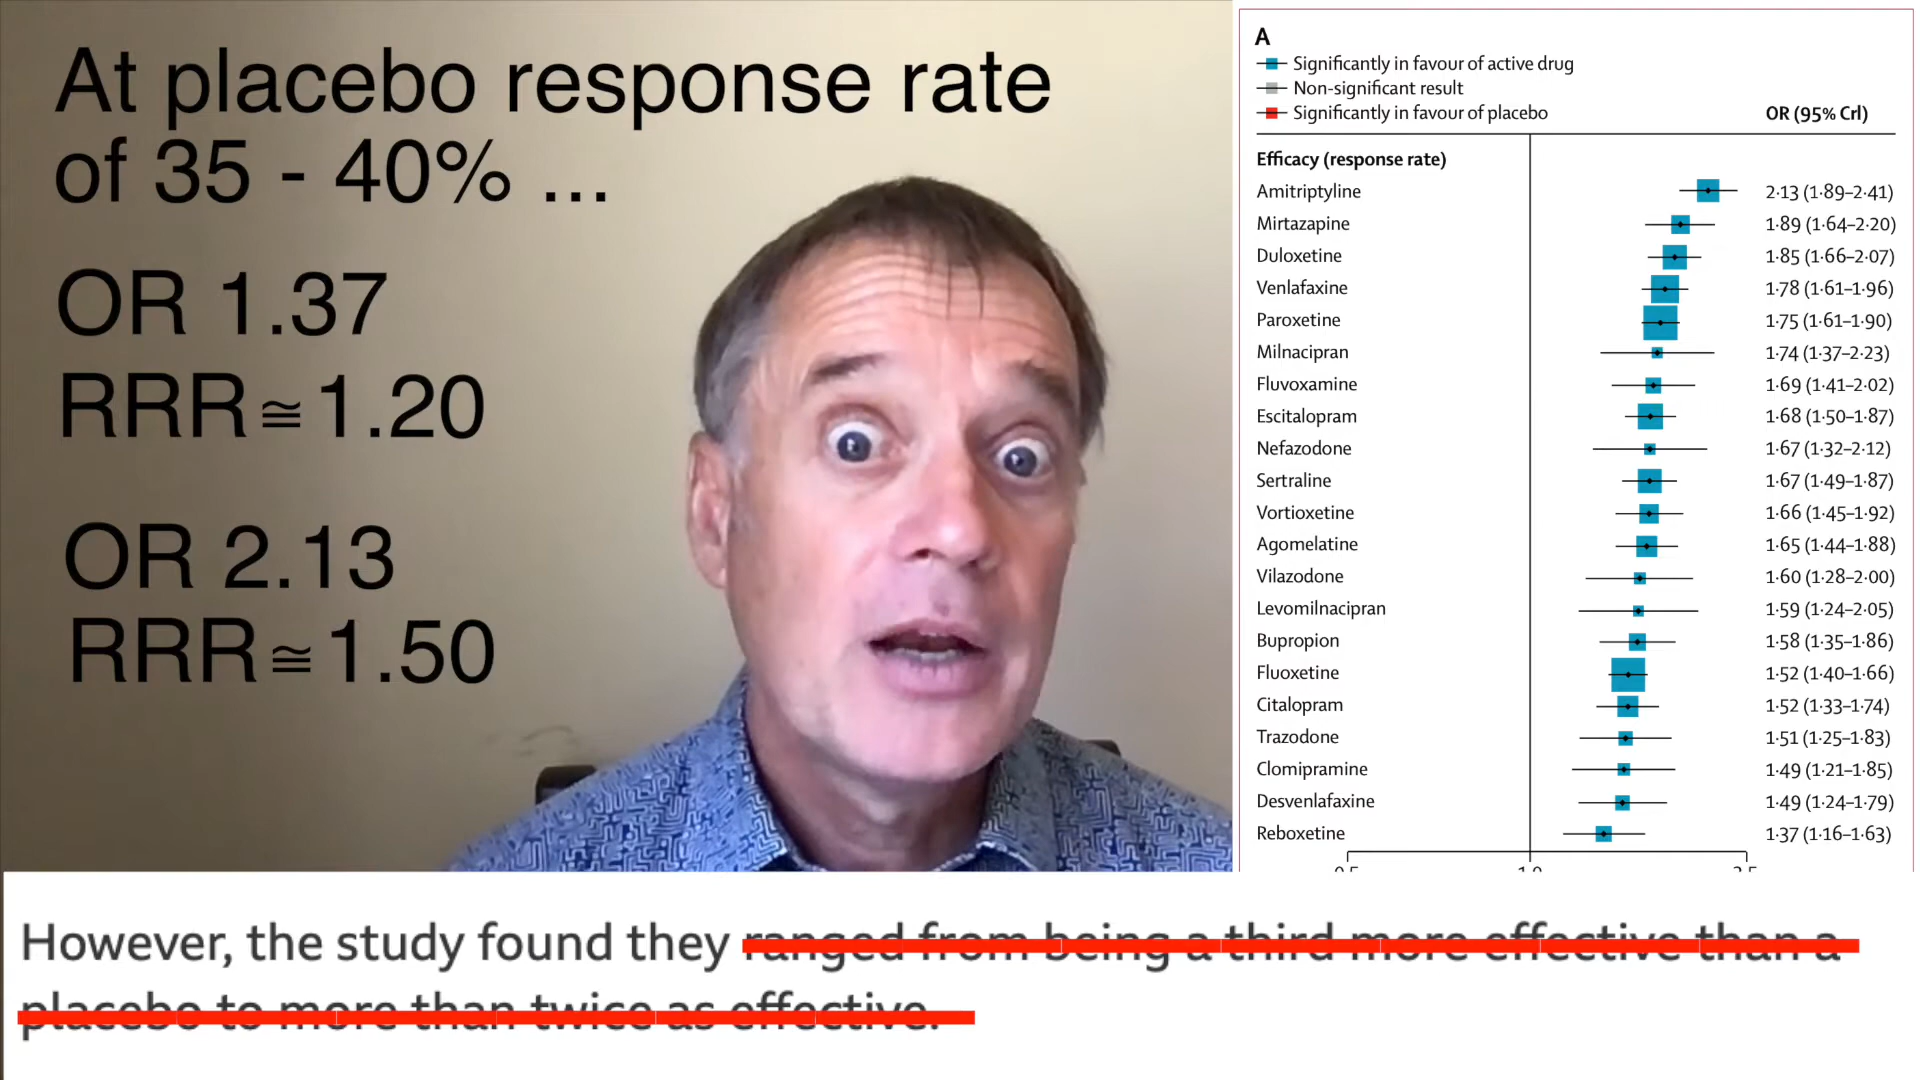 At placebo response rate
of 35 - 40% ...
OR 1.37
RRR≅1.20
OR 2.13
RRR≅1.50
A
Significantly in favour of active drug
Non-significant result
Significantly in favour of placebo
OR (95% CrI)
Efficacy (response rate)
Amitriptyline 2·13 (1·89–2·41)
Mirtazapine 1·89 (1·64–2·20)
Duloxetine 1·85 (1·66–2·07)
Venlafaxine 1·78 (1·61–1·96)
Paroxetine 1·75 (1·61–1·90)
Milnacipran 1·74 (1·37–2·23)
Fluvoxamine 1·69 (1·41–2·02)
Escitalopram 1·68 (1·50–1·87)
Nefazodone 1·67 (1·32–2·12)
Sertraline 1·67 (1·49–1·87)
Vortioxetine 1·66 (1·45–1·92)
Agomelatine 1·65 (1·44–1·88)
Vilazodone 1·60 (1·28–2·00)
Levomilnacipran 1·59 (1·24–2·05)
Bupropion 1·58 (1·35–1·86)
Fluoxetine 1·52 (1·40–1·66)
Citalopram 1·52 (1·33–1·74)
Trazodone 1·51 (1·25–1·83)
Clomipramine 1·49 (1·21–1·85)
Desvenlafaxine 1·49 (1·24–1·79)
Reboxetine 1·37 (1·16–1·63)
However, the study found they ranged from being a third more effective than a
placebo to more than twice as effective.